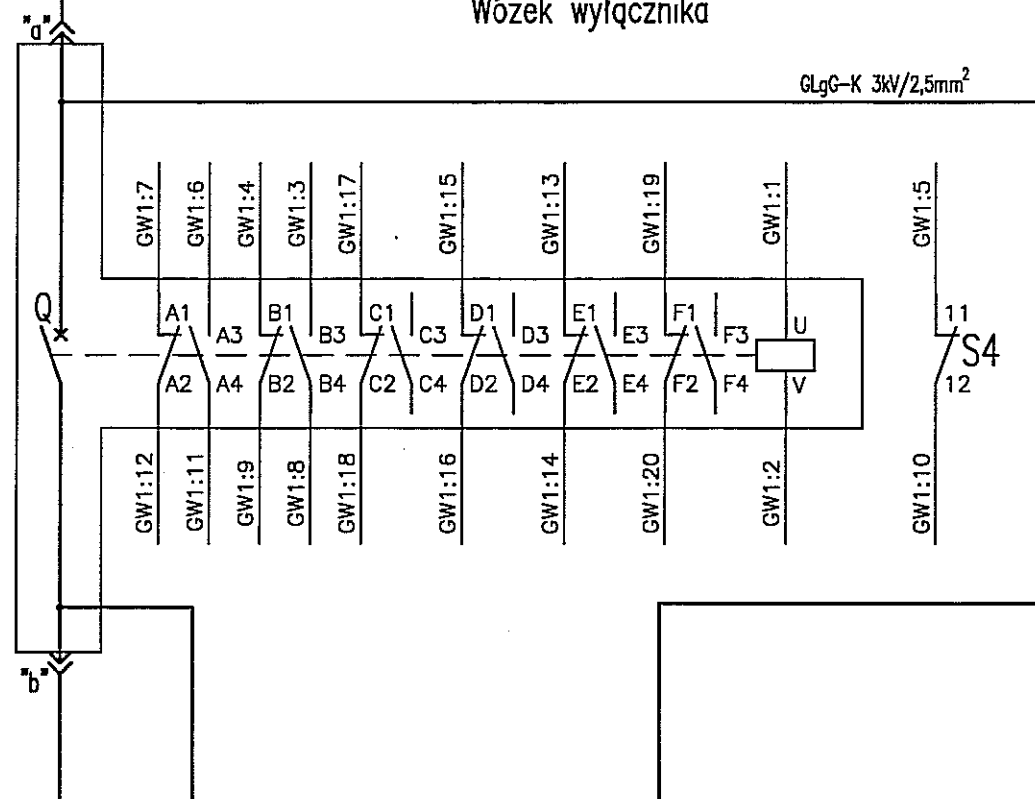 Wózek wyłącznika
"a"
GLgG-K 3kV/2,5mm²
GW1:7
GW1:6
GW1:4
GW1:3
GW1:17
GW1:15
GW1:13
GW1:19
GW1:1
GW1:5
Q
A1
A3
B1
B3
C1
C3
D1
D3
E1
E3
F1
F3
U
11
S4
A2
A4
B2
B4
C2
C4
D2
D4
E2
E4
F2
F4
V
12
GW1:12
GW1:11
GW1:9
GW1:8
GW1:18
GW1:16
GW1:14
GW1:20
GW1:2
GW1:10
"b"